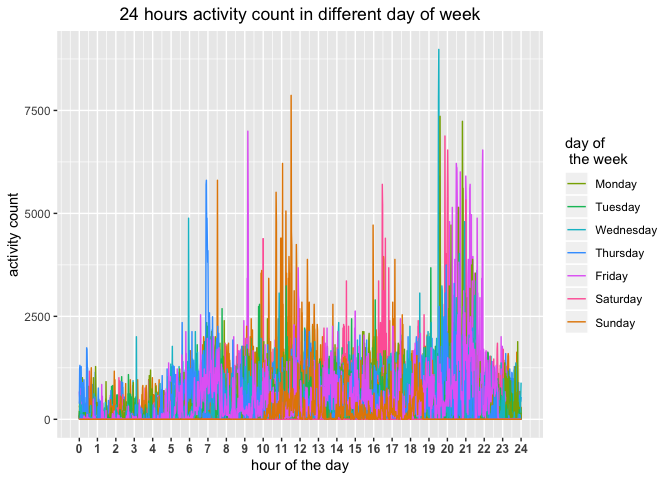 24 hours activity count in different day of week
activity count
7500
5000
2500
0
0 1 2 3 4 5 6 7 8 9 10 11 12 13 14 15 16 17 18 19 20 21 22 23 24
hour of the day
day of
the week
Monday
Tuesday
Wednesday
Thursday
Friday
Saturday
Sunday